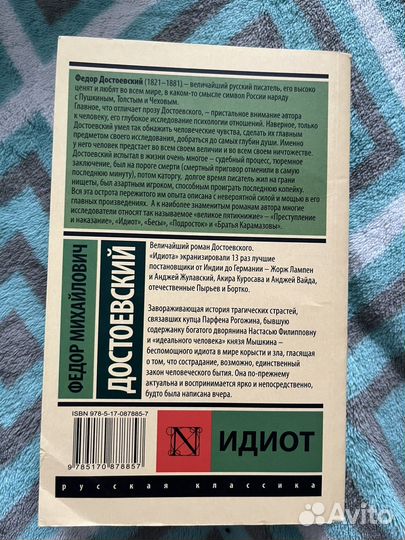 Федор Достоевский (1821–1881) – величайший русский писатель, его высоко
ценят и любят во всем мире, в каком-то смысле символ России наряду
с Пушкиным, Толстым и Чеховым.
Главное, что отличает прозу Достоевского, – пристальное внимание автора
к человеку, его глубокое исследование психологии отношений. Наверное, только
Достоевский умел так обнажить человеческие чувства, сделать их главным
предметом своего исследования, добраться до самых глубин души. Именно
у него человек предстает во всем своем величии и во всем своем ничтожестве.
Достоевский испытал в жизни очень многое – судебный процесс, тюремное
заключение, был на пороге смерти (смертный приговор отменили в самую
последнюю минуту), потом каторгу, долгое время писатель жил на грани
нищеты, был азартным игроком, способным проиграть последнюю копейку.
Вся эта острота пережитого им опыта описана с невероятной силой и мощью в его
главных произведениях. А к наиболее знаменитым романам автора многие
исследователи относят так называемое «великое пятикнижие» – «Преступление
и наказание», «Идиот», «Бесы», «Подросток» и «Братья Карамазовы».
ФЕДОР МИХАЙЛОВИЧ
ДОСТОЕВСКИЙ
Величайший роман Достоевского.
«Идиота» экранизировали 13 раз лучшие
постановщики от Индии до Германии – Жорж Лампен
и Анджей Жулавский, Акира Куросава и Анджей Вайда,
отечественные Пырьев и Бортко.
Завораживающая история трагических страстей,
связавших купца Парфена Рогожина, бывшую
содержанку богатого дворянина Настасью Филипповну
и «идеального человека» князя Мышкина –
беспомощного идиота в мире корысти и зла, гласящая
о том, что сострадание, возможно, единственный
закон человеческого бытия. Она по-прежнему
актуальна и воспринимается ярко и непосредственно,
будто была написана вчера.
ISBN 978-5-17-087885-7
9 785170 878857
N
ИДИОТ
русская классика
Avito